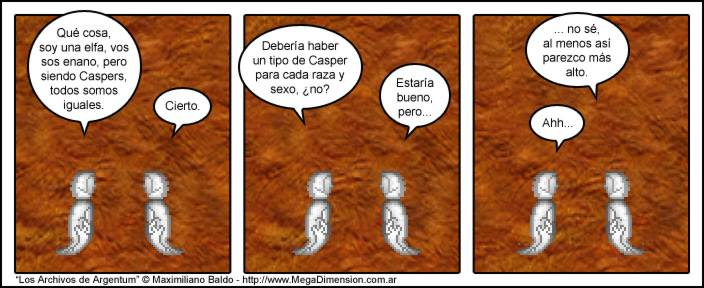 Qué cosa,
soy una elfa, vos
sos enano, pero
siendo Caspers,
todos somos
iguales.
Cierto.
Debería haber
un tipo de Casper
para cada raza y
sexo, ¿no?
Estaría
bueno,
pero...
... no sé,
al menos así
parezco más
alto.
Ahh...
“Los Archivos de Argentum” © Maximiliano Baldo - http://www.MegaDimension.com.ar